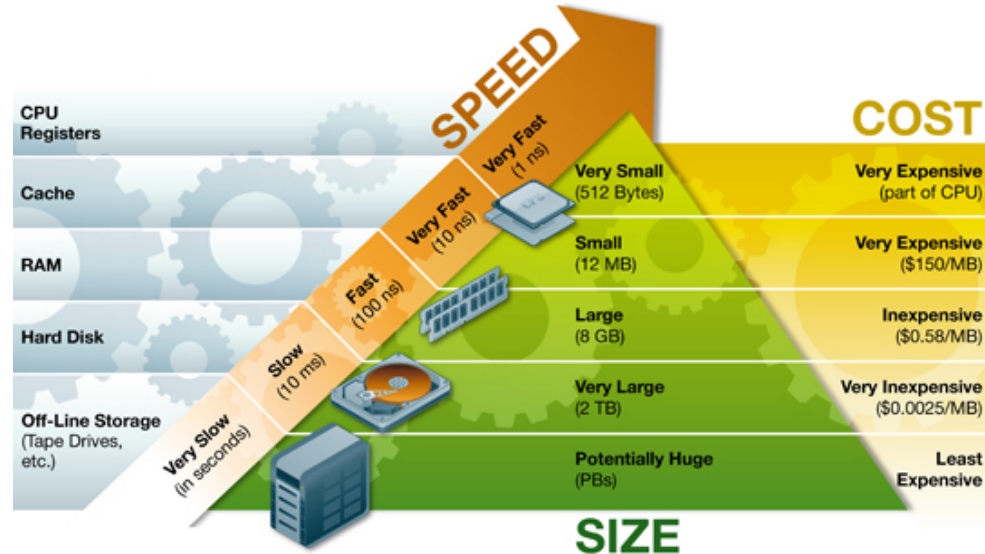 SPEED
COST
CPU
Registers
Very Fast
(1 ns)
Very Small
(512 Bytes)
Very Expensive
(part of CPU)
Cache
Very Fast
(10 ns)
Small
(12 MB)
Very Expensive
($150/MB)
RAM
Fast
(100 ns)
Large
(8 GB)
Inexpensive
($0.58/MB)
Hard Disk
Slow
(10 ms)
Very Large
(2 TB)
Very Inexpensive
($0.0025/MB)
Off-Line Storage
(Tape Drives,
etc.)
Very Slow
(in seconds)
Potentially Huge
(PBs)
Least
Expensive
SIZE